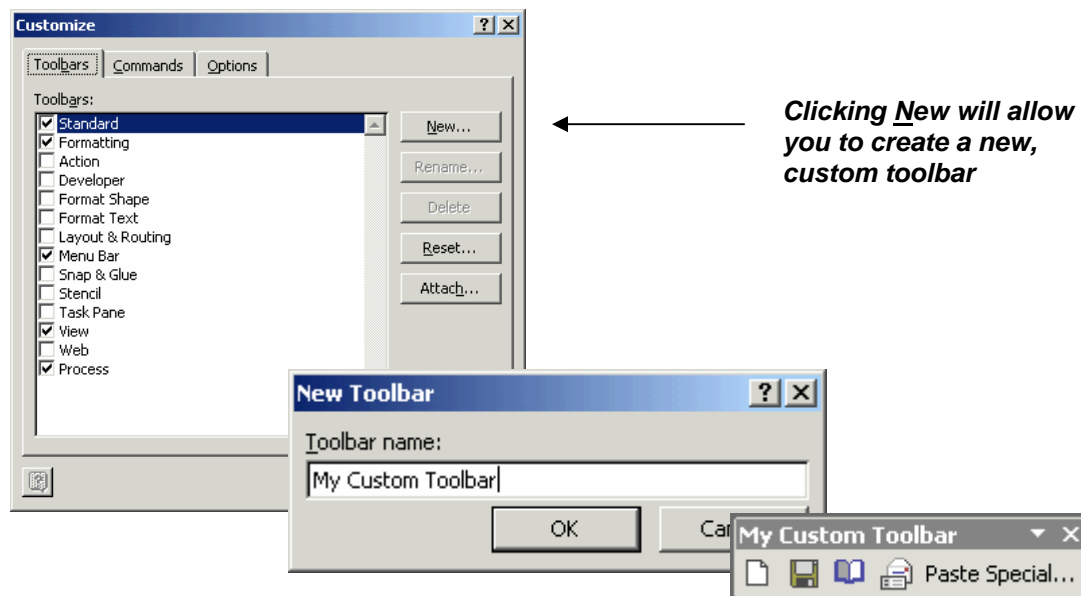 Customize
Toolbars Commands Options
Toolbars:
Standard
Formatting
Action
Developer
Format Shape
Format Text
Layout & Routing
Menu Bar
Snap & Glue
Stencil
Task Pane
View
Web
Process
New...
Rename...
Delete
Reset...
Attach...
Clicking New will allow
you to create a new,
custom toolbar
New Toolbar
Toolbar name:
My Custom Toolbar
OK
My Custom Toolbar
Paste Special...